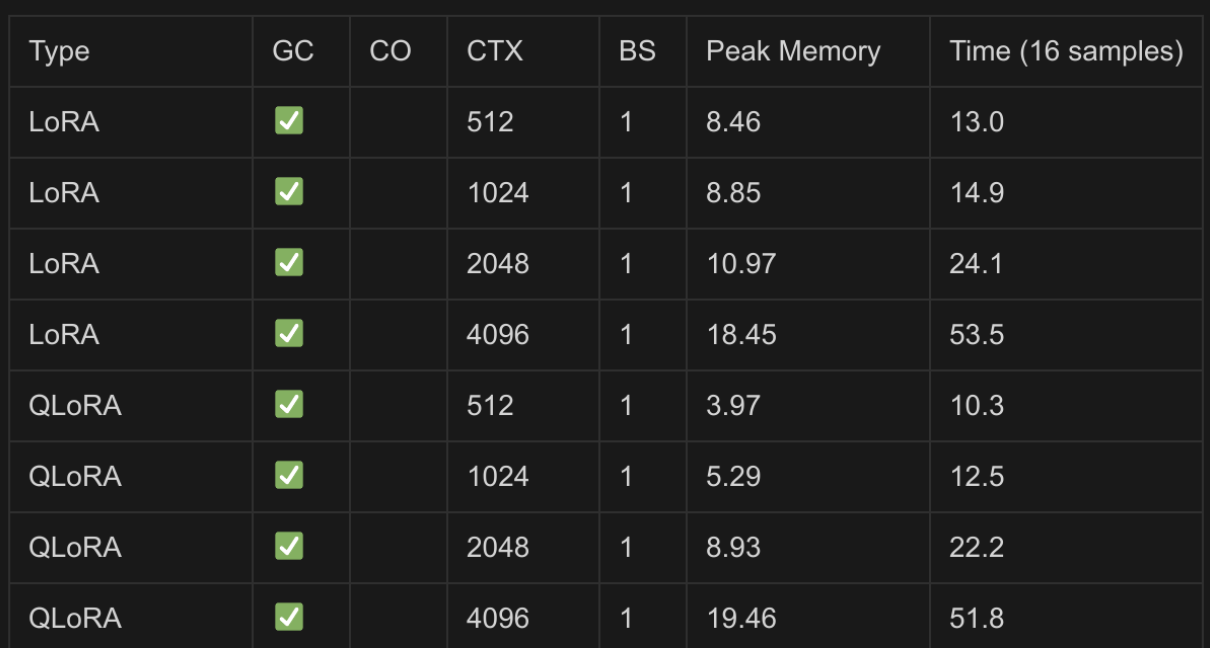 Type GC CO CTX BS Peak Memory Time (16 samples)
LoRA ✅ 512 1 8.46 13.0
LoRA ✅ 1024 1 8.85 14.9
LoRA ✅ 2048 1 10.97 24.1
LoRA ✅ 4096 1 18.45 53.5
QLoRA ✅ 512 1 3.97 10.3
QLoRA ✅ 1024 1 5.29 12.5
QLoRA ✅ 2048 1 8.93 22.2
QLoRA ✅ 4096 1 19.46 51.8